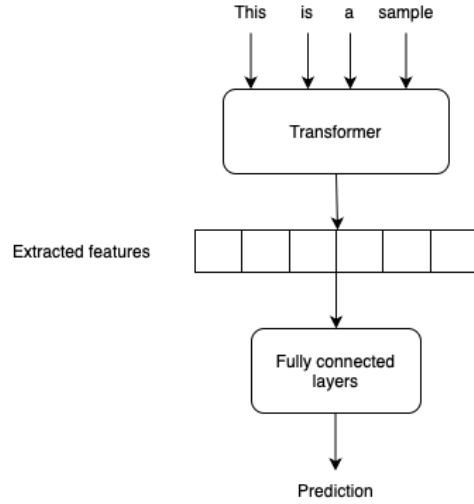 This is a sample
Transformer
Extracted features
Fully connected
layers
Prediction